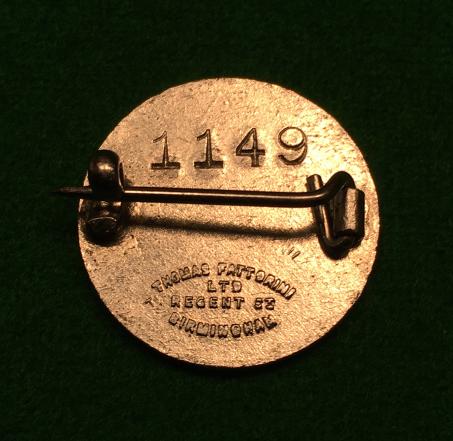 1149
THOMAS FATTORINI
LTD
REGENT ST
BIRMINGHAM